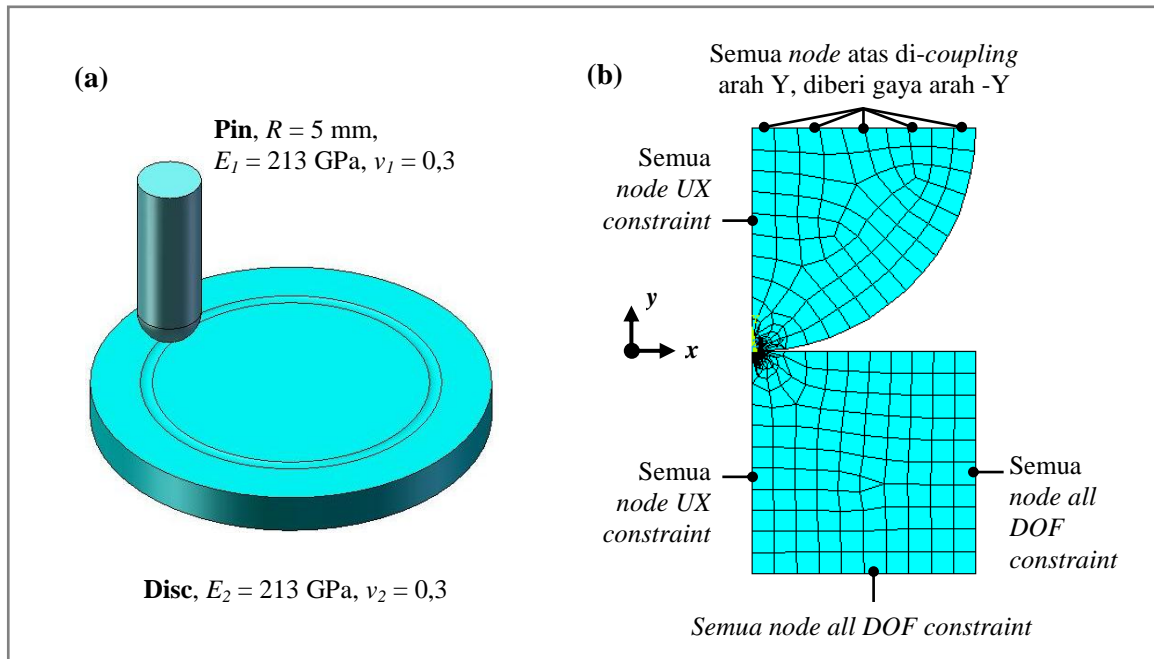 (a)
Pin, R = 5 mm,
E1 = 213 GPa, v1 = 0,3
Disc, E2 = 213 GPa, v2 = 0,3
(b)
Semua node atas di-coupling
arah Y, diberi gaya arah -Y
Semua
node UX
constraint
y
x
Semua
node UX
constraint
Semua
node all
DOF
constraint
Semua node all DOF constraint